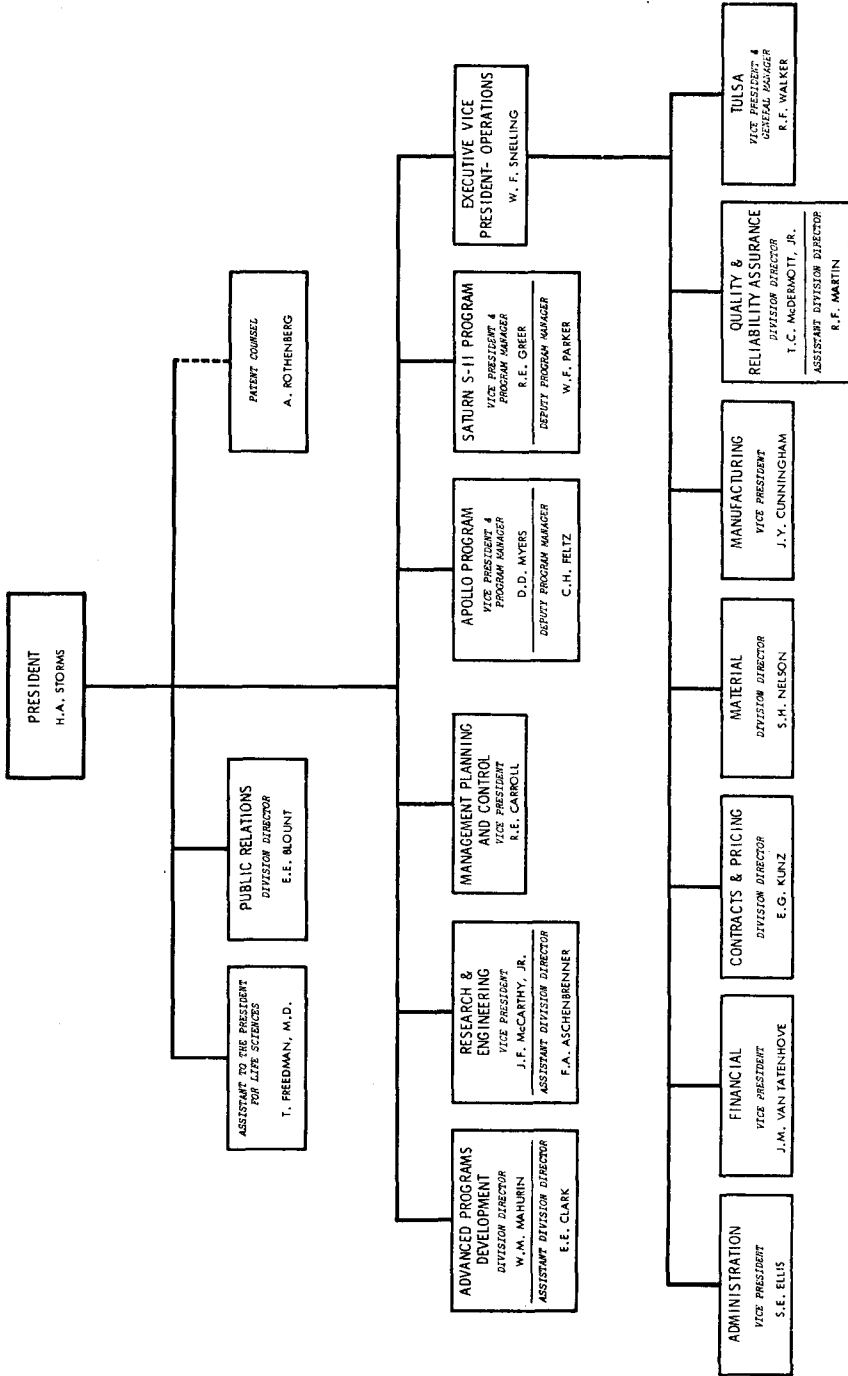 PRESIDENT
H.A. STORMS
ASSISTANT TO THE PRESIDENT
FOR LIFE SCIENCES
T. FREEDMAN, M.D.
PUBLIC RELATIONS
DIVISION DIRECTOR
E.E. BLOUNT
PATENT COUNSEL
A. ROTHENBERG
ADVANCED PROGRAMS
DEVELOPMENT
DIVISION DIRECTOR
W.M. MAHURIN
ASSISTANT DIVISION DIRECTOR
E.E. CLARK
RESEARCH &
ENGINEERING
VICE PRESIDENT
J.F. McCARTHY, JR.
ASSISTANT DIVISION DIRECTOR
F.A. ASCHENBRENNER
MANAGEMENT PLANNING
AND CONTROL
VICE PRESIDENT
R.E. CARROLL
APOLLO PROGRAM
VICE PRESIDENT &
PROGRAM MANAGER
D.D. MYERS
DEPUTY PROGRAM MANAGER
C.H. FELTZ
SATURN S-II PROGRAM
VICE PRESIDENT &
PROGRAM MANAGER
R.E. GREER
DEPUTY PROGRAM MANAGER
W.F. PARKER
EXECUTIVE VICE
PRESIDENT- OPERATIONS
W. F. SNELLING
ADMINISTRATION
VICE PRESIDENT
S.E. ELLIS
FINANCIAL
VICE PRESIDENT
J.M. VAN TATENHOVE
CONTRACTS & PRICING
DIVISION DIRECTOR
E.G. KUNZ
MATERIAL
DIVISION DIRECTOR
S.H. NELSON
MANUFACTURING
VICE PRESIDENT
J.Y. CUNNINGHAM
QUALITY &
RELIABILITY ASSURANCE
DIVISION DIRECTOR
T.C. McDERMOTT, JR.
ASSISTANT DIVISION DIRECTOR
R.F. MARTIN
TULSA
VICE PRESIDENT &
GENERAL MANAGER
R.F. WALKER